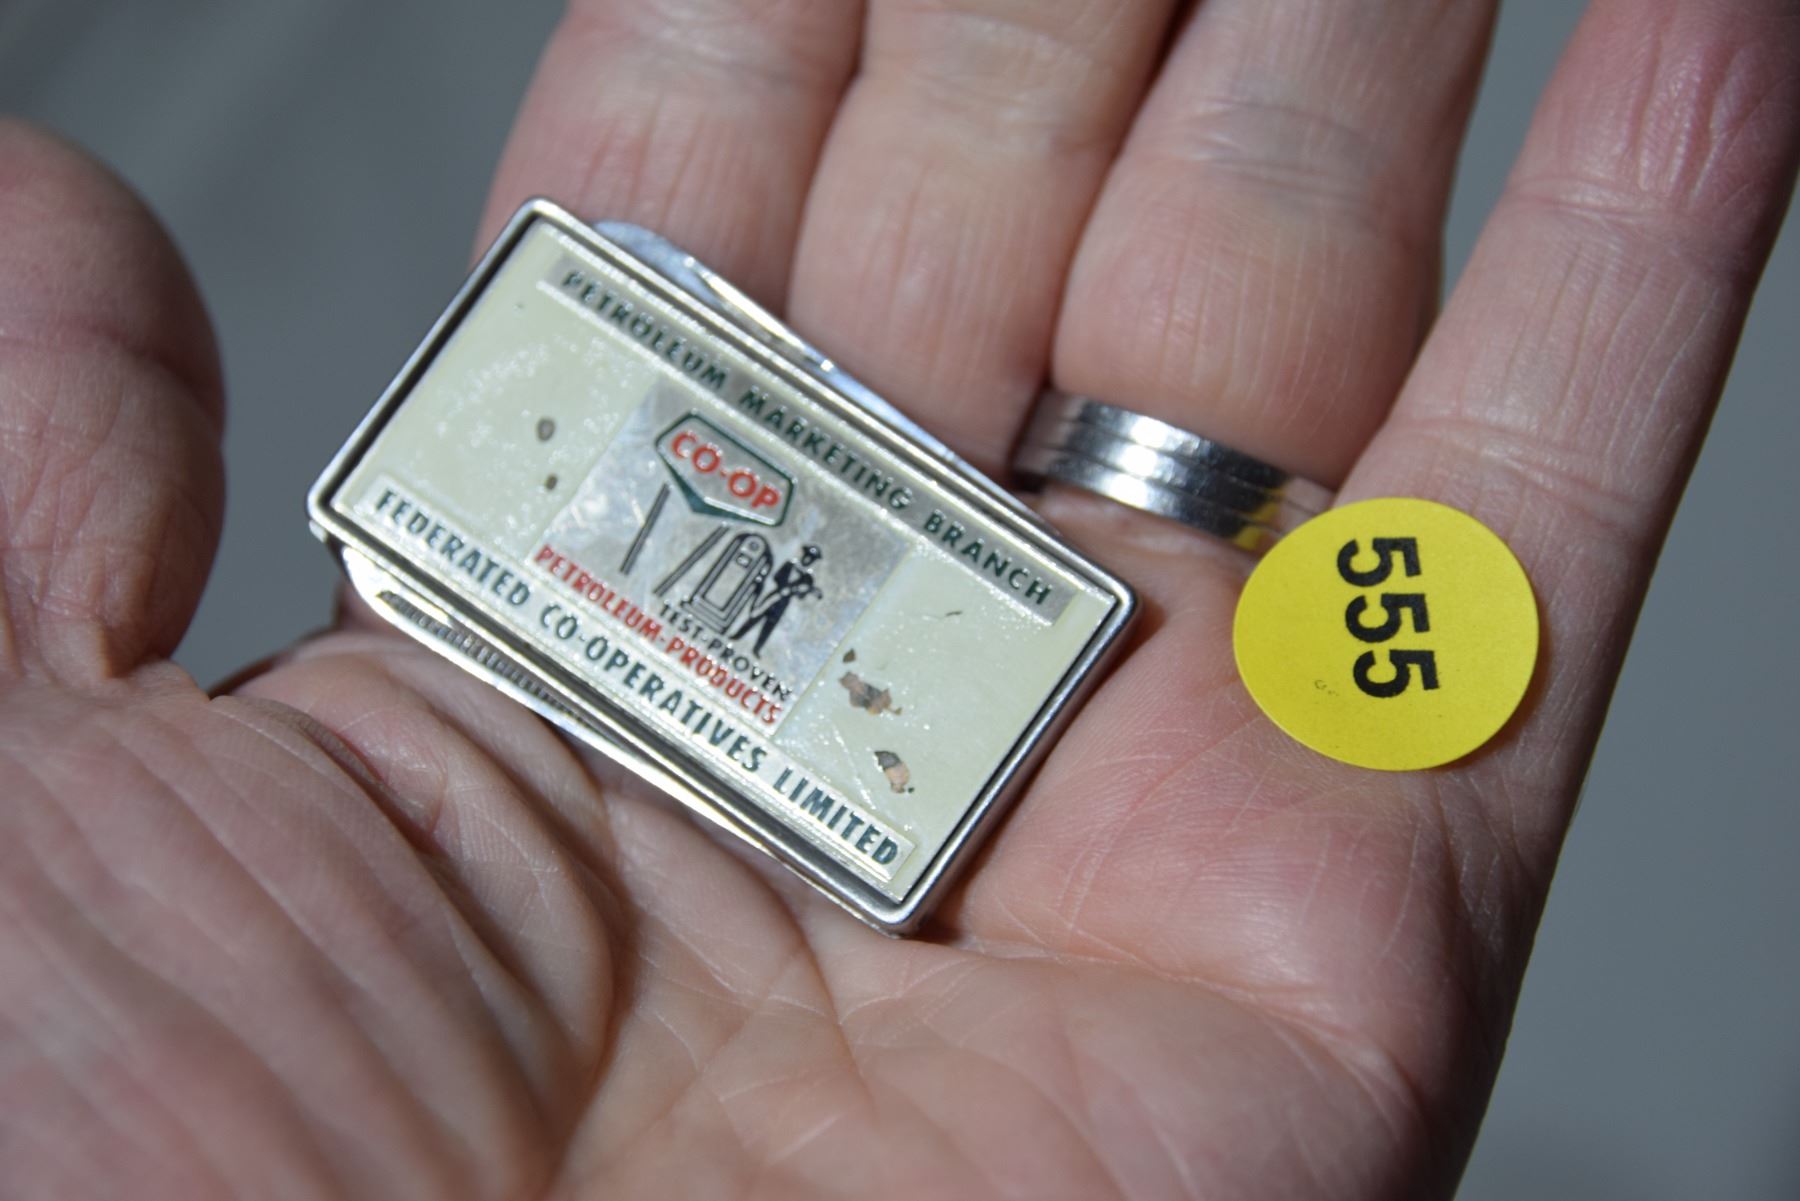 PETROLEUM MARKETING BRANCH
CO-OP
TEST-PROVEN
PETROLEUM-PRODUCTS
FEDERATED CO-OPERATIVES LIMITED
555